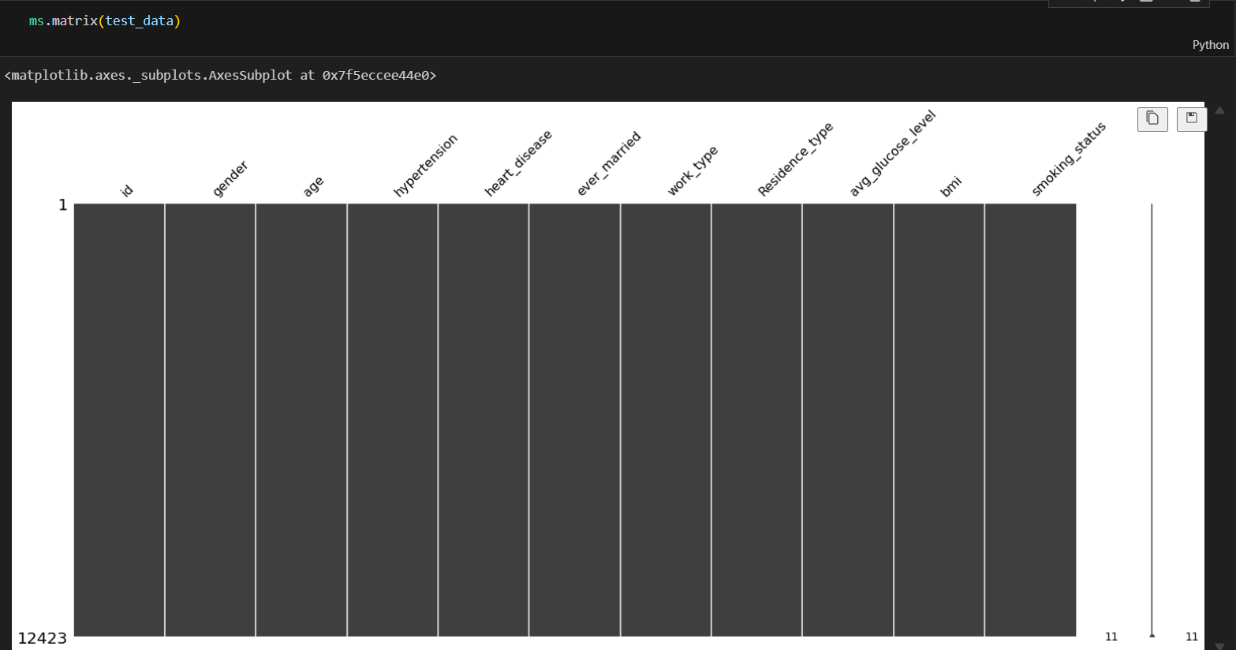 ms.matrix(test_data)
Python
<matplotlib.axes._subplots.AxesSubplot at 0x7f5eccee44e0>
id gender age hypertension heart_disease ever_married work_type Residence_type avg_glucose_level bmi smoking_status
1
12423
11 11